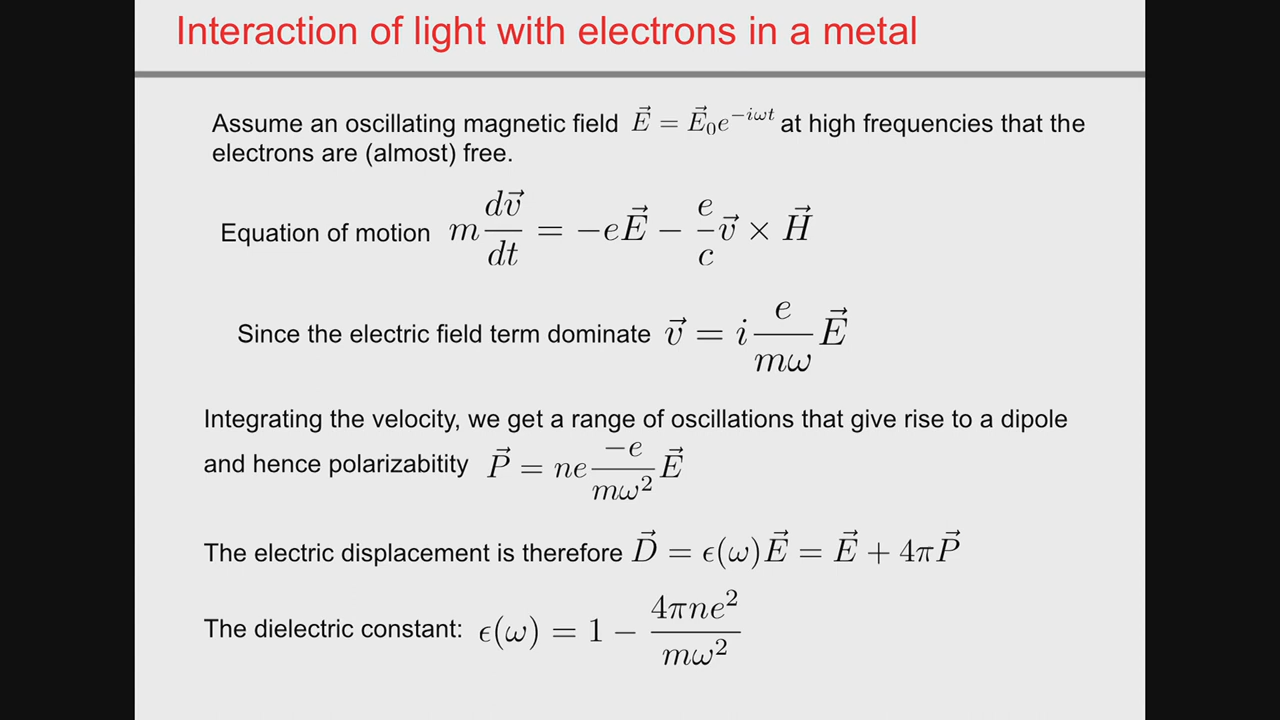 Interaction of light with electrons in a metal
Assume an oscillating magnetic field $\vec{E} = \vec{E}_0 e^{-i\omega t}$ at high frequencies that the
electrons are (almost) free.
Equation of motion $m\frac{d\vec{v}}{dt} = -e\vec{E} - \frac{e}{c}\vec{v} \times \vec{H}$
Since the electric field term dominate $\vec{v} = i\frac{e}{m\omega}\vec{E}$
Integrating the velocity, we get a range of oscillations that give rise to a dipole
and hence polarizabitity $\vec{P} = ne\frac{-e}{m\omega^2}\vec{E}$
The electric displacement is therefore $\vec{D} = \epsilon(\omega)\vec{E} = \vec{E} + 4\pi\vec{P}$
The dielectric constant: $\epsilon(\omega) = 1 - \frac{4\pi ne^2}{m\omega^2}$